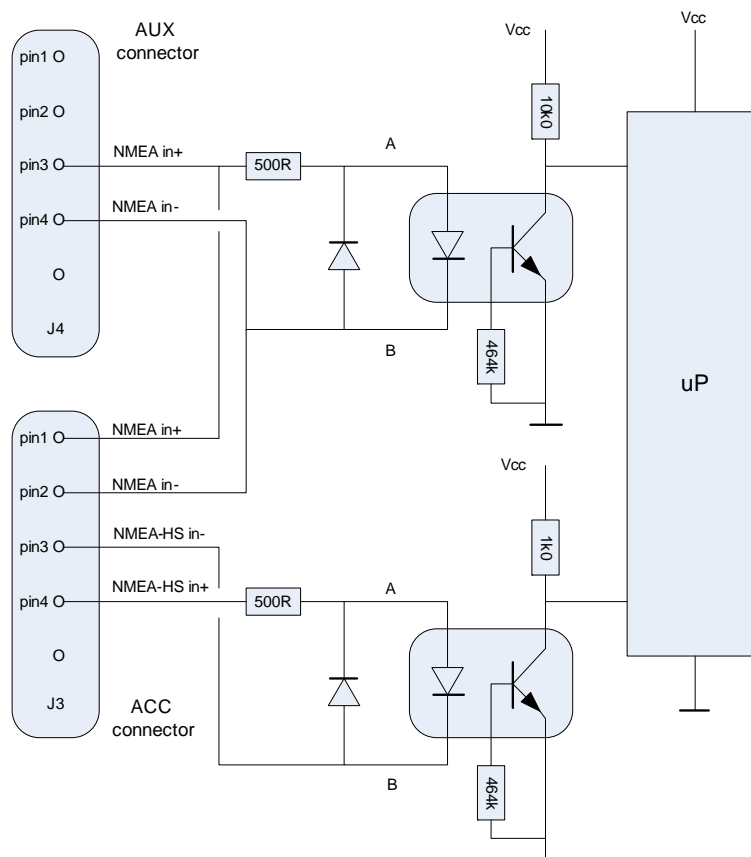 AUX
connector
Vcc
Vcc
pin1 O
pin2 O
10k0
pin3 O
NMEA in+
500R
A
pin4 O
NMEA in-
O
J4
B
464k
uP
pin1 O
NMEA in+
pin2 O
NMEA in-
Vcc
pin3 O
NMEA-HS in-
1k0
pin4 O
NMEA-HS in+
500R
A
O
J3
ACC
connector
B
464k